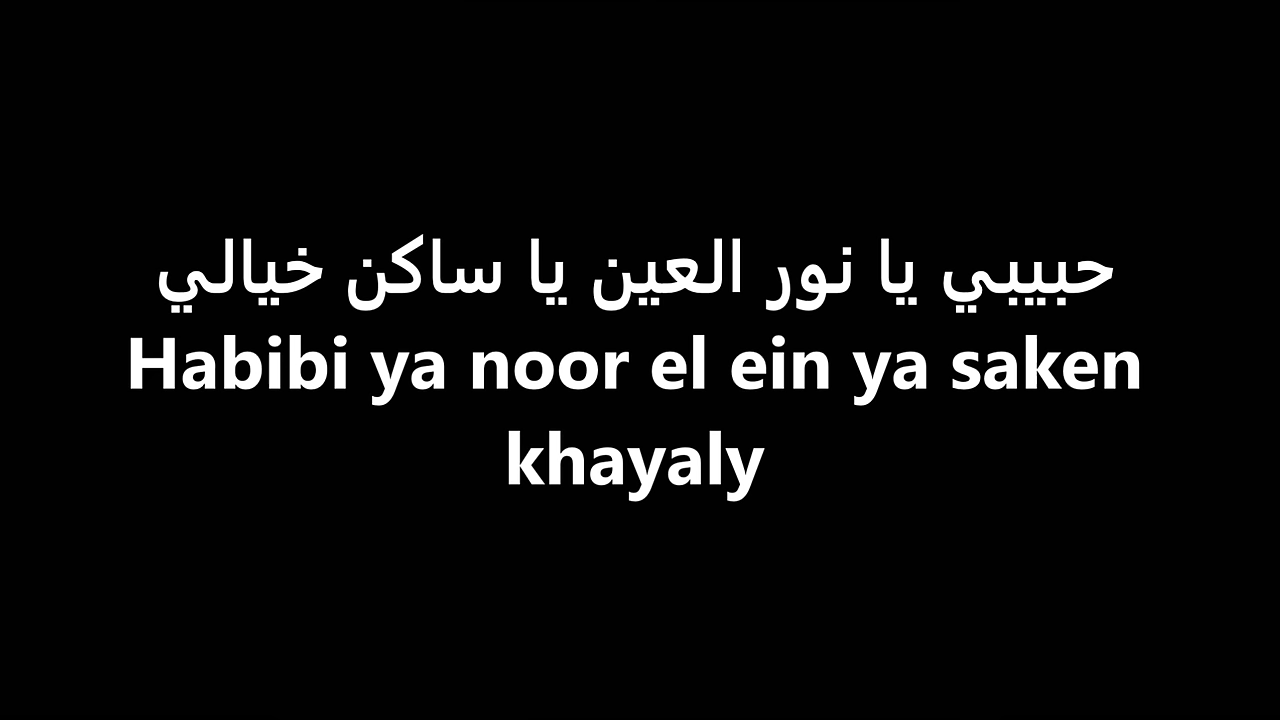 حبيبي يا نور العين يا ساكن خيالي
Habibi ya noor el ein ya saken
khayaly